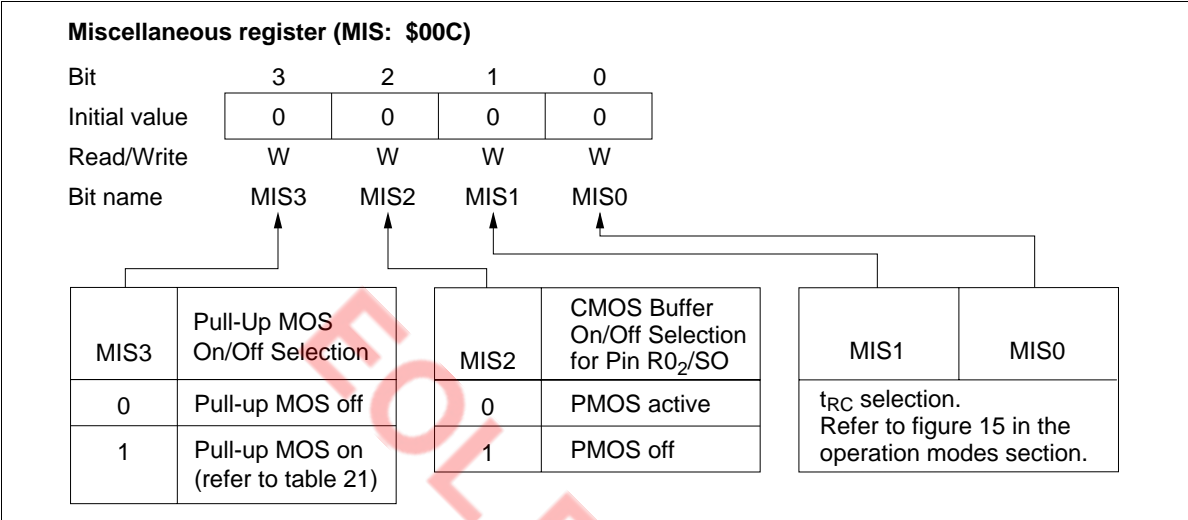 Miscellaneous register (MIS: $00C)
Bit 3 2 1 0
Initial value 0 0 0 0
Read/Write W W W W
Bit name MIS3 MIS2 MIS1 MIS0
MIS3
Pull-Up MOS
On/Off Selection
0 Pull-up MOS off
1 Pull-up MOS on
(refer to table 21)
MIS2
CMOS Buffer
On/Off Selection
for Pin R0₂/SO
0 PMOS active
1 PMOS off
MIS1 MIS0
tRC selection.
Refer to figure 15 in the
operation modes section.
EOL